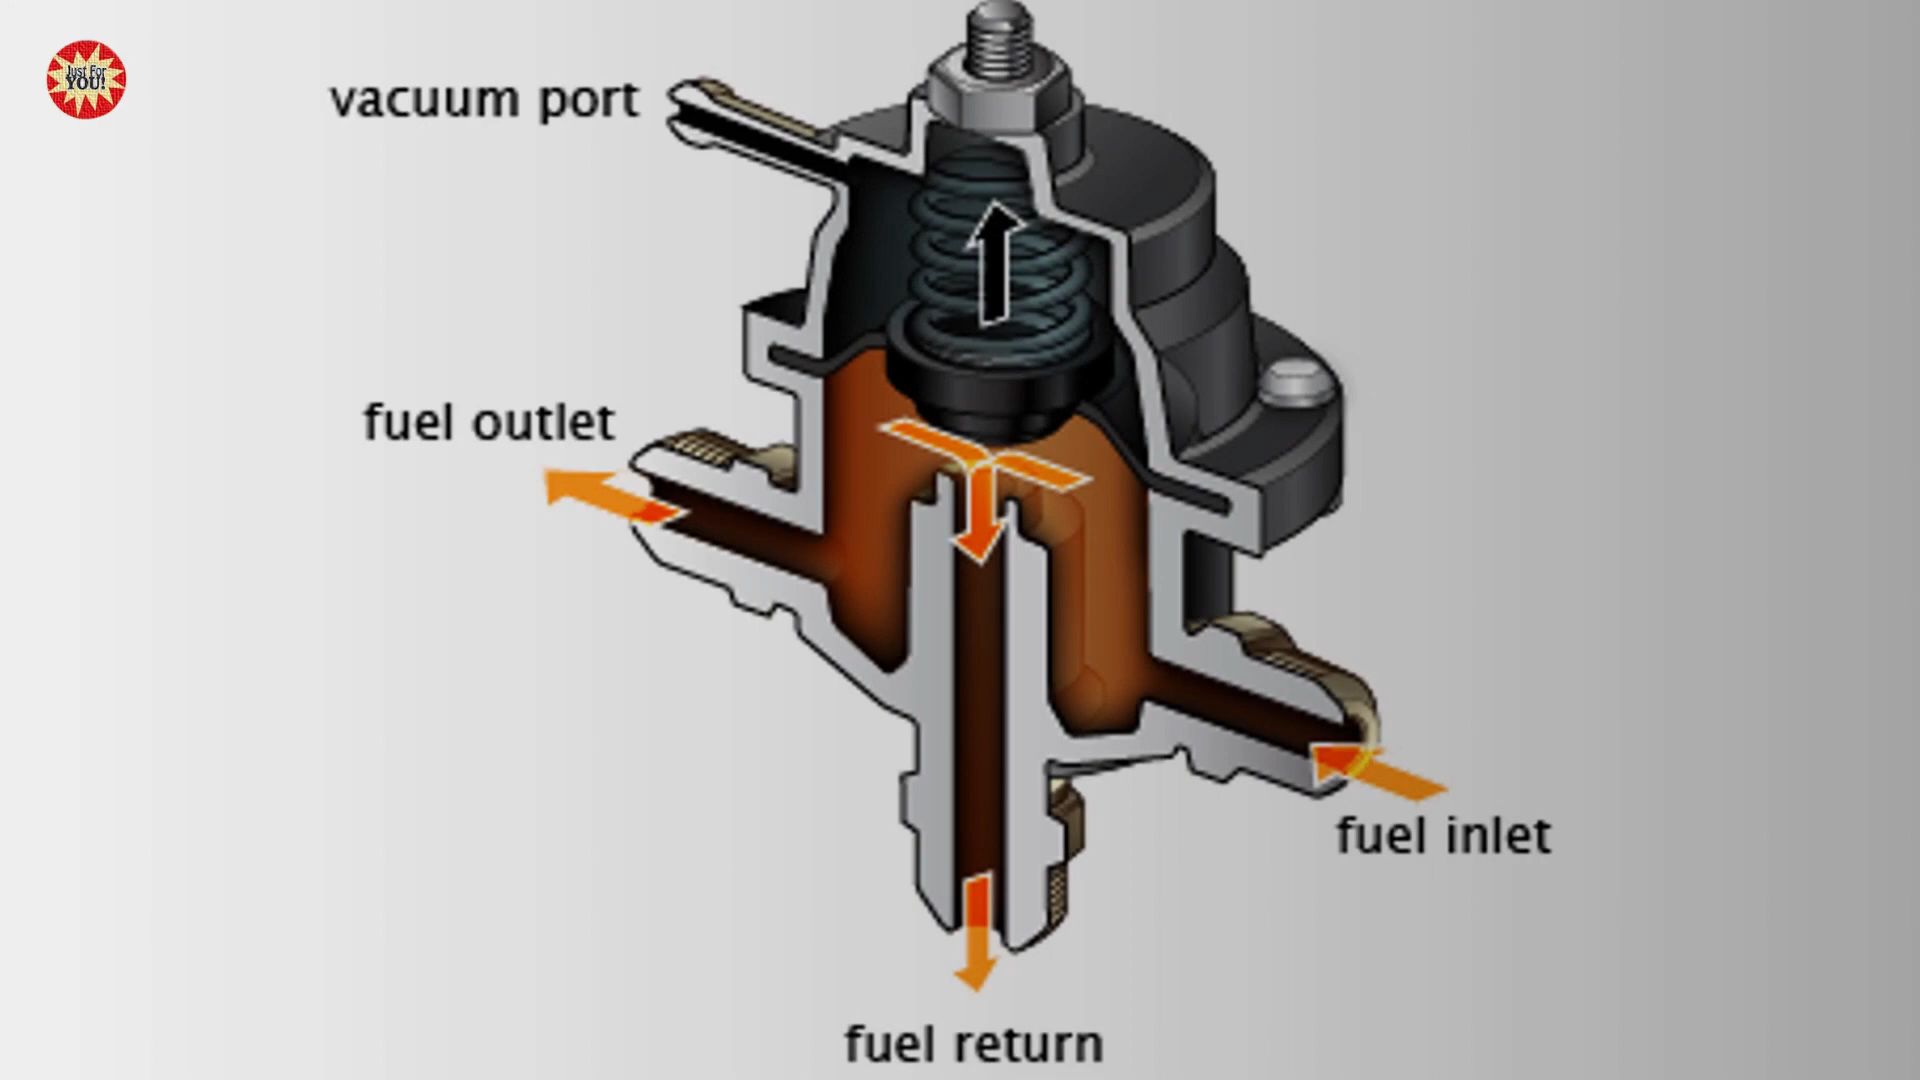 Just For
YOU!
vacuum port
fuel outlet
fuel inlet
fuel return